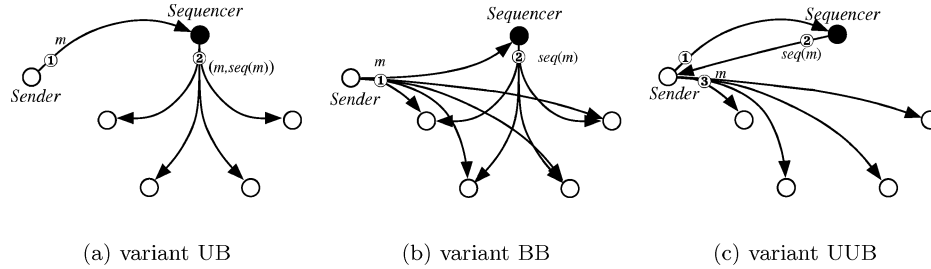 Sequencer
m
①
②
(m,seq(m))
Sender
(a) variant UB
Sequencer
m
①
②
seq(m)
Sender
(b) variant BB
Sequencer
①
②
seq(m)
Sender
③
m
(c) variant UUB